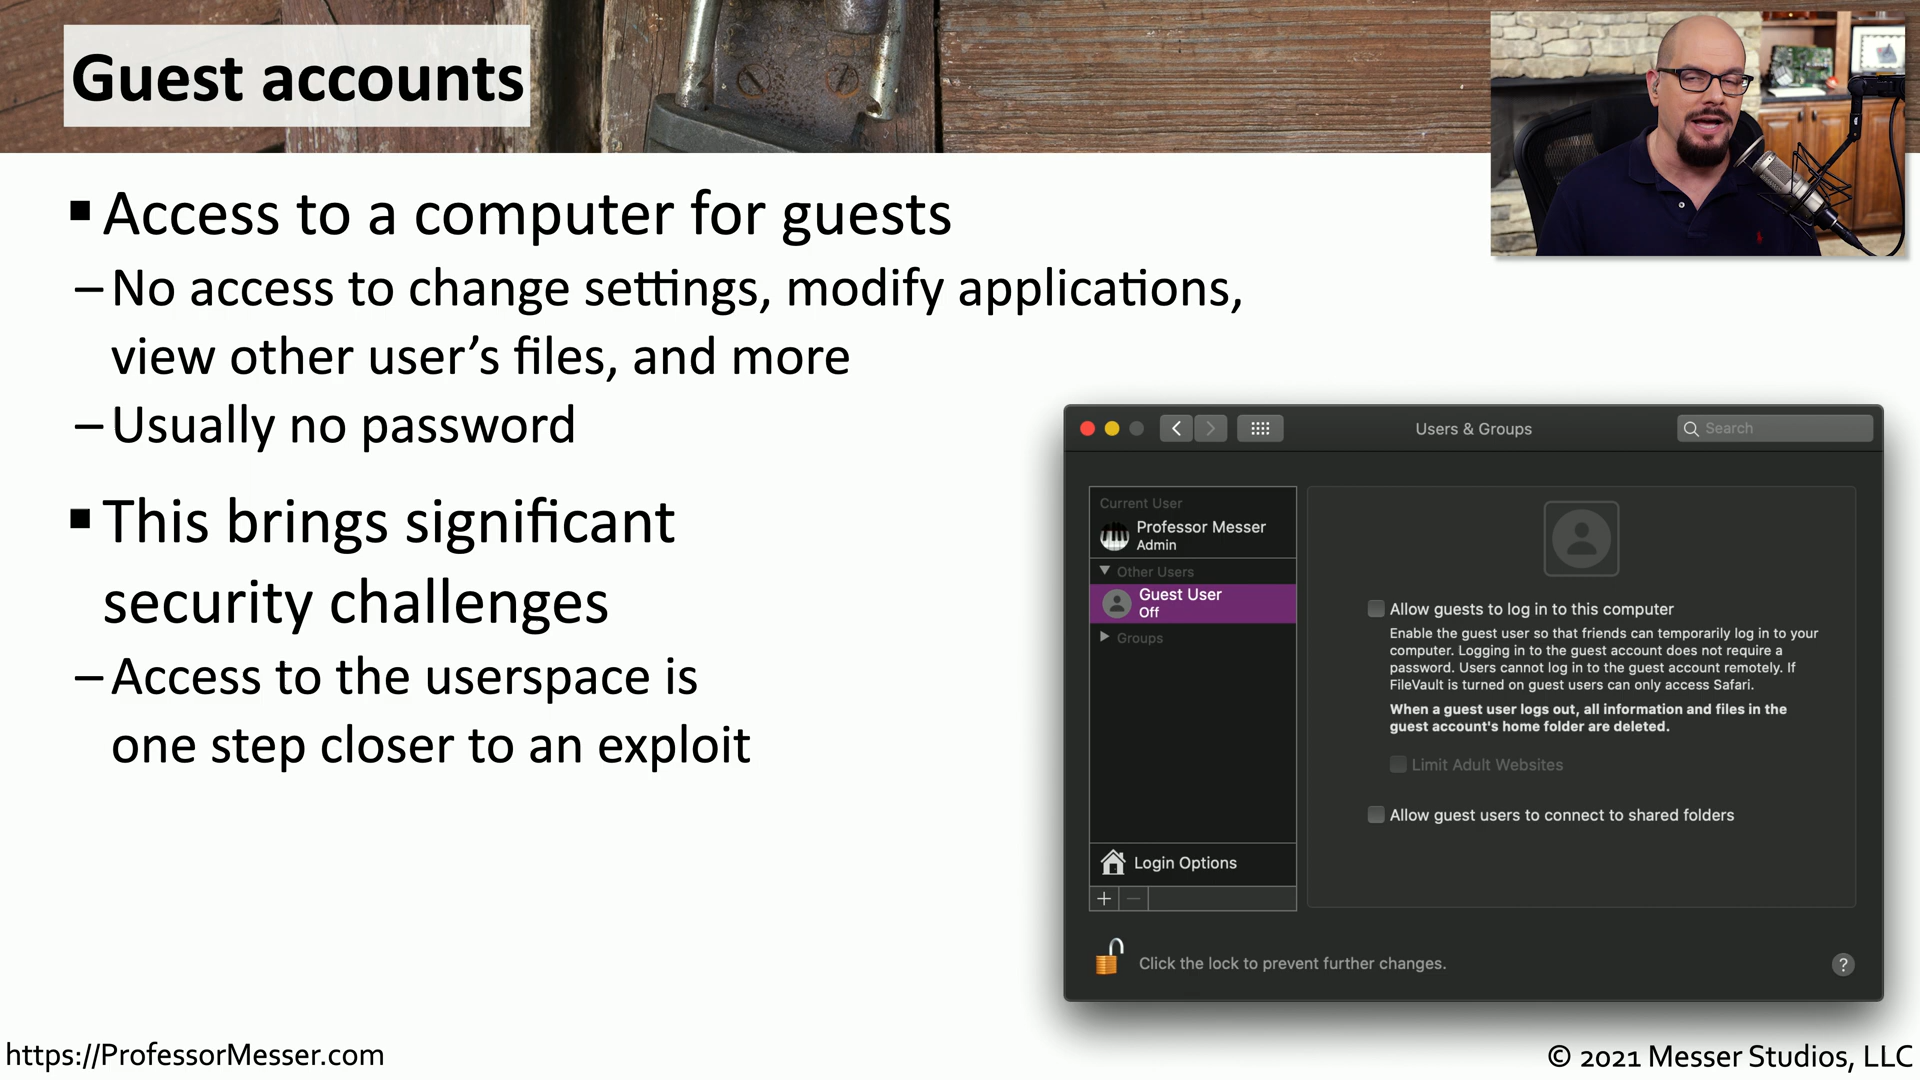 Guest accounts
▪ Access to a computer for guests
– No access to change settings, modify applications,
view other user’s files, and more
– Usually no password
▪ This brings significant
security challenges
– Access to the userspace is
one step closer to an exploit
Users & Groups
Search
Current User
Professor Messer
Admin
Other Users
Guest User
Off
Groups
Login Options
Allow guests to log in to this computer
Enable the guest user so that friends can temporarily log in to your
computer. Logging in to the guest account does not require a
password. Users cannot log in to the guest account remotely. If
FileVault is turned on guest users can only access Safari.
When a guest user logs out, all information and files in the
guest account's home folder are deleted.
Limit Adult Websites
Allow guest users to connect to shared folders
Click the lock to prevent further changes.
?
https://ProfessorMesser.com
© 2021 Messer Studios, LLC